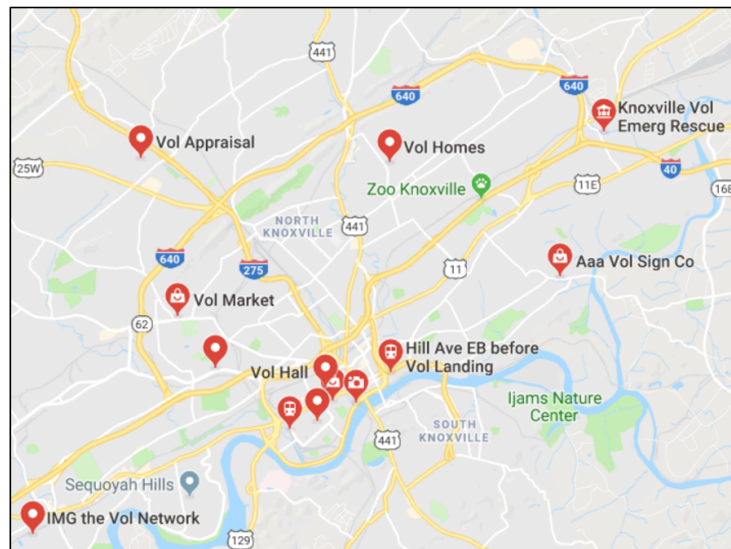 441
640
640
Knoxville Vol
Emerg Rescue
Vol Appraisal
Vol Homes
25W
40
Zoo Knoxville
11E
168
NORTH
KNOXVILLE
441
640
275
11
Aaa Vol Sign Co
Vol Market
62
Hill Ave EB before
Vol Landing
Vol Hall
Ijams Nature
Center
SOUTH
KNOXVILLE
441
Sequoyah Hills
IMG the Vol Network
129